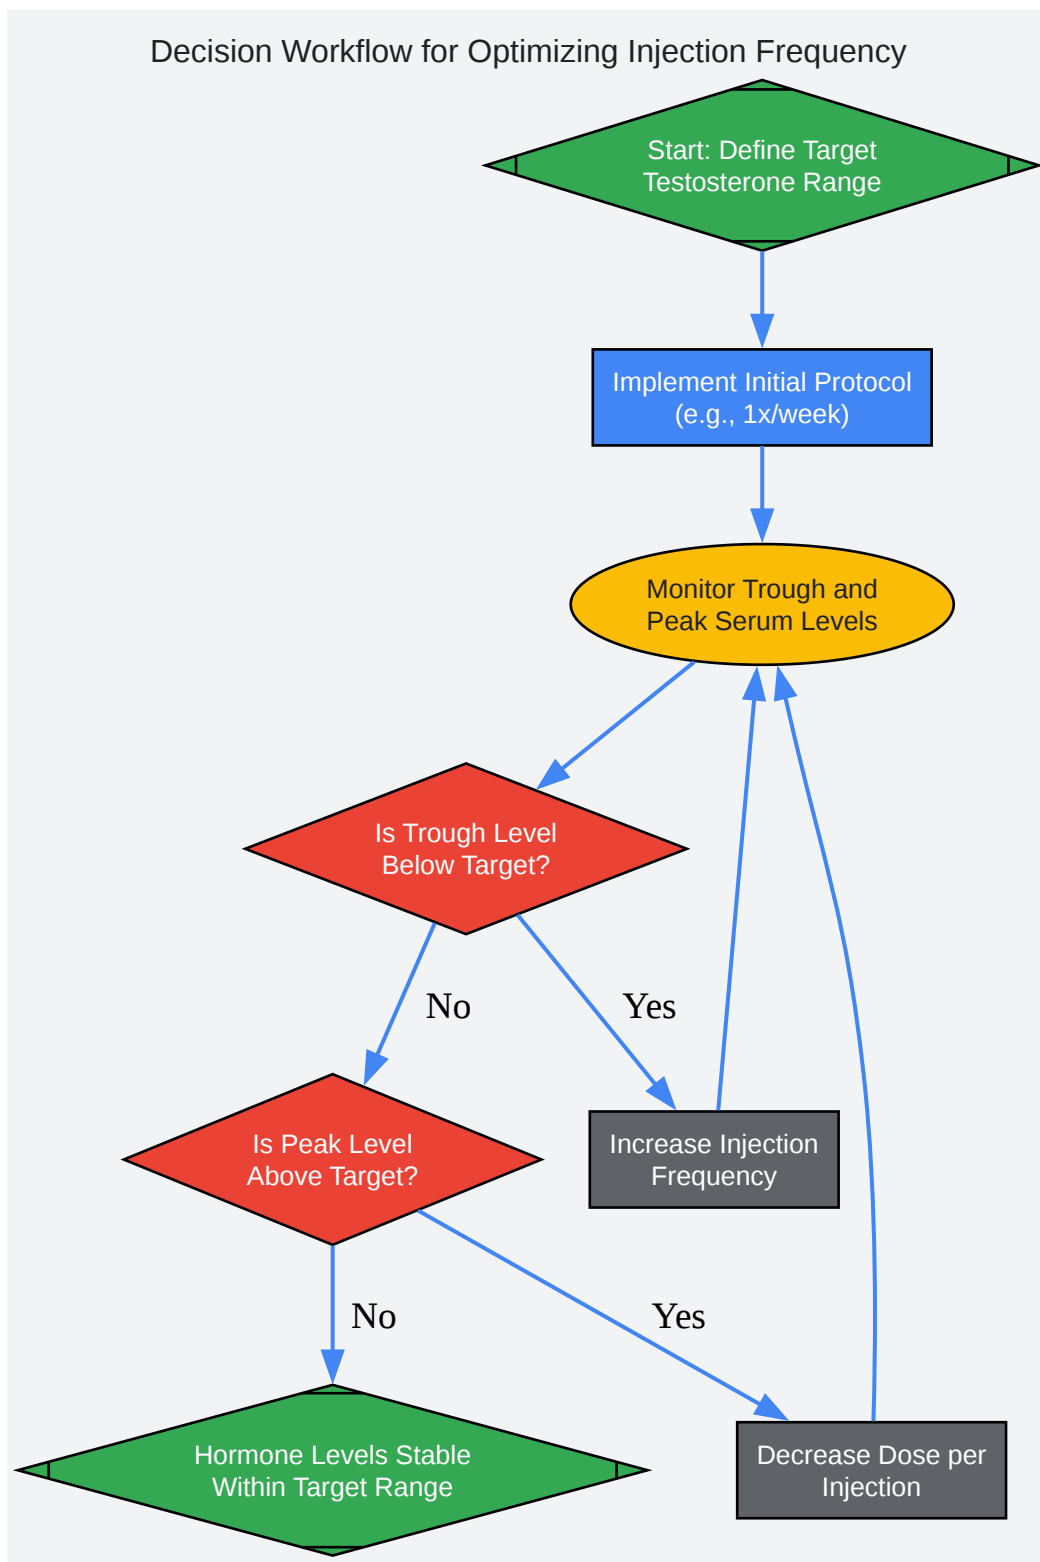 Decision Workflow for Optimizing Injection Frequency
Start: Define Target
Testosterone Range
Implement Initial Protocol
(e.g., 1x/week)
Monitor Trough and
Peak Serum Levels
Is Trough Level
Below Target?
No
Yes
Is Peak Level
Above Target?
Increase Injection
Frequency
No
Yes
Hormone Levels Stable
Within Target Range
Decrease Dose per
Injection